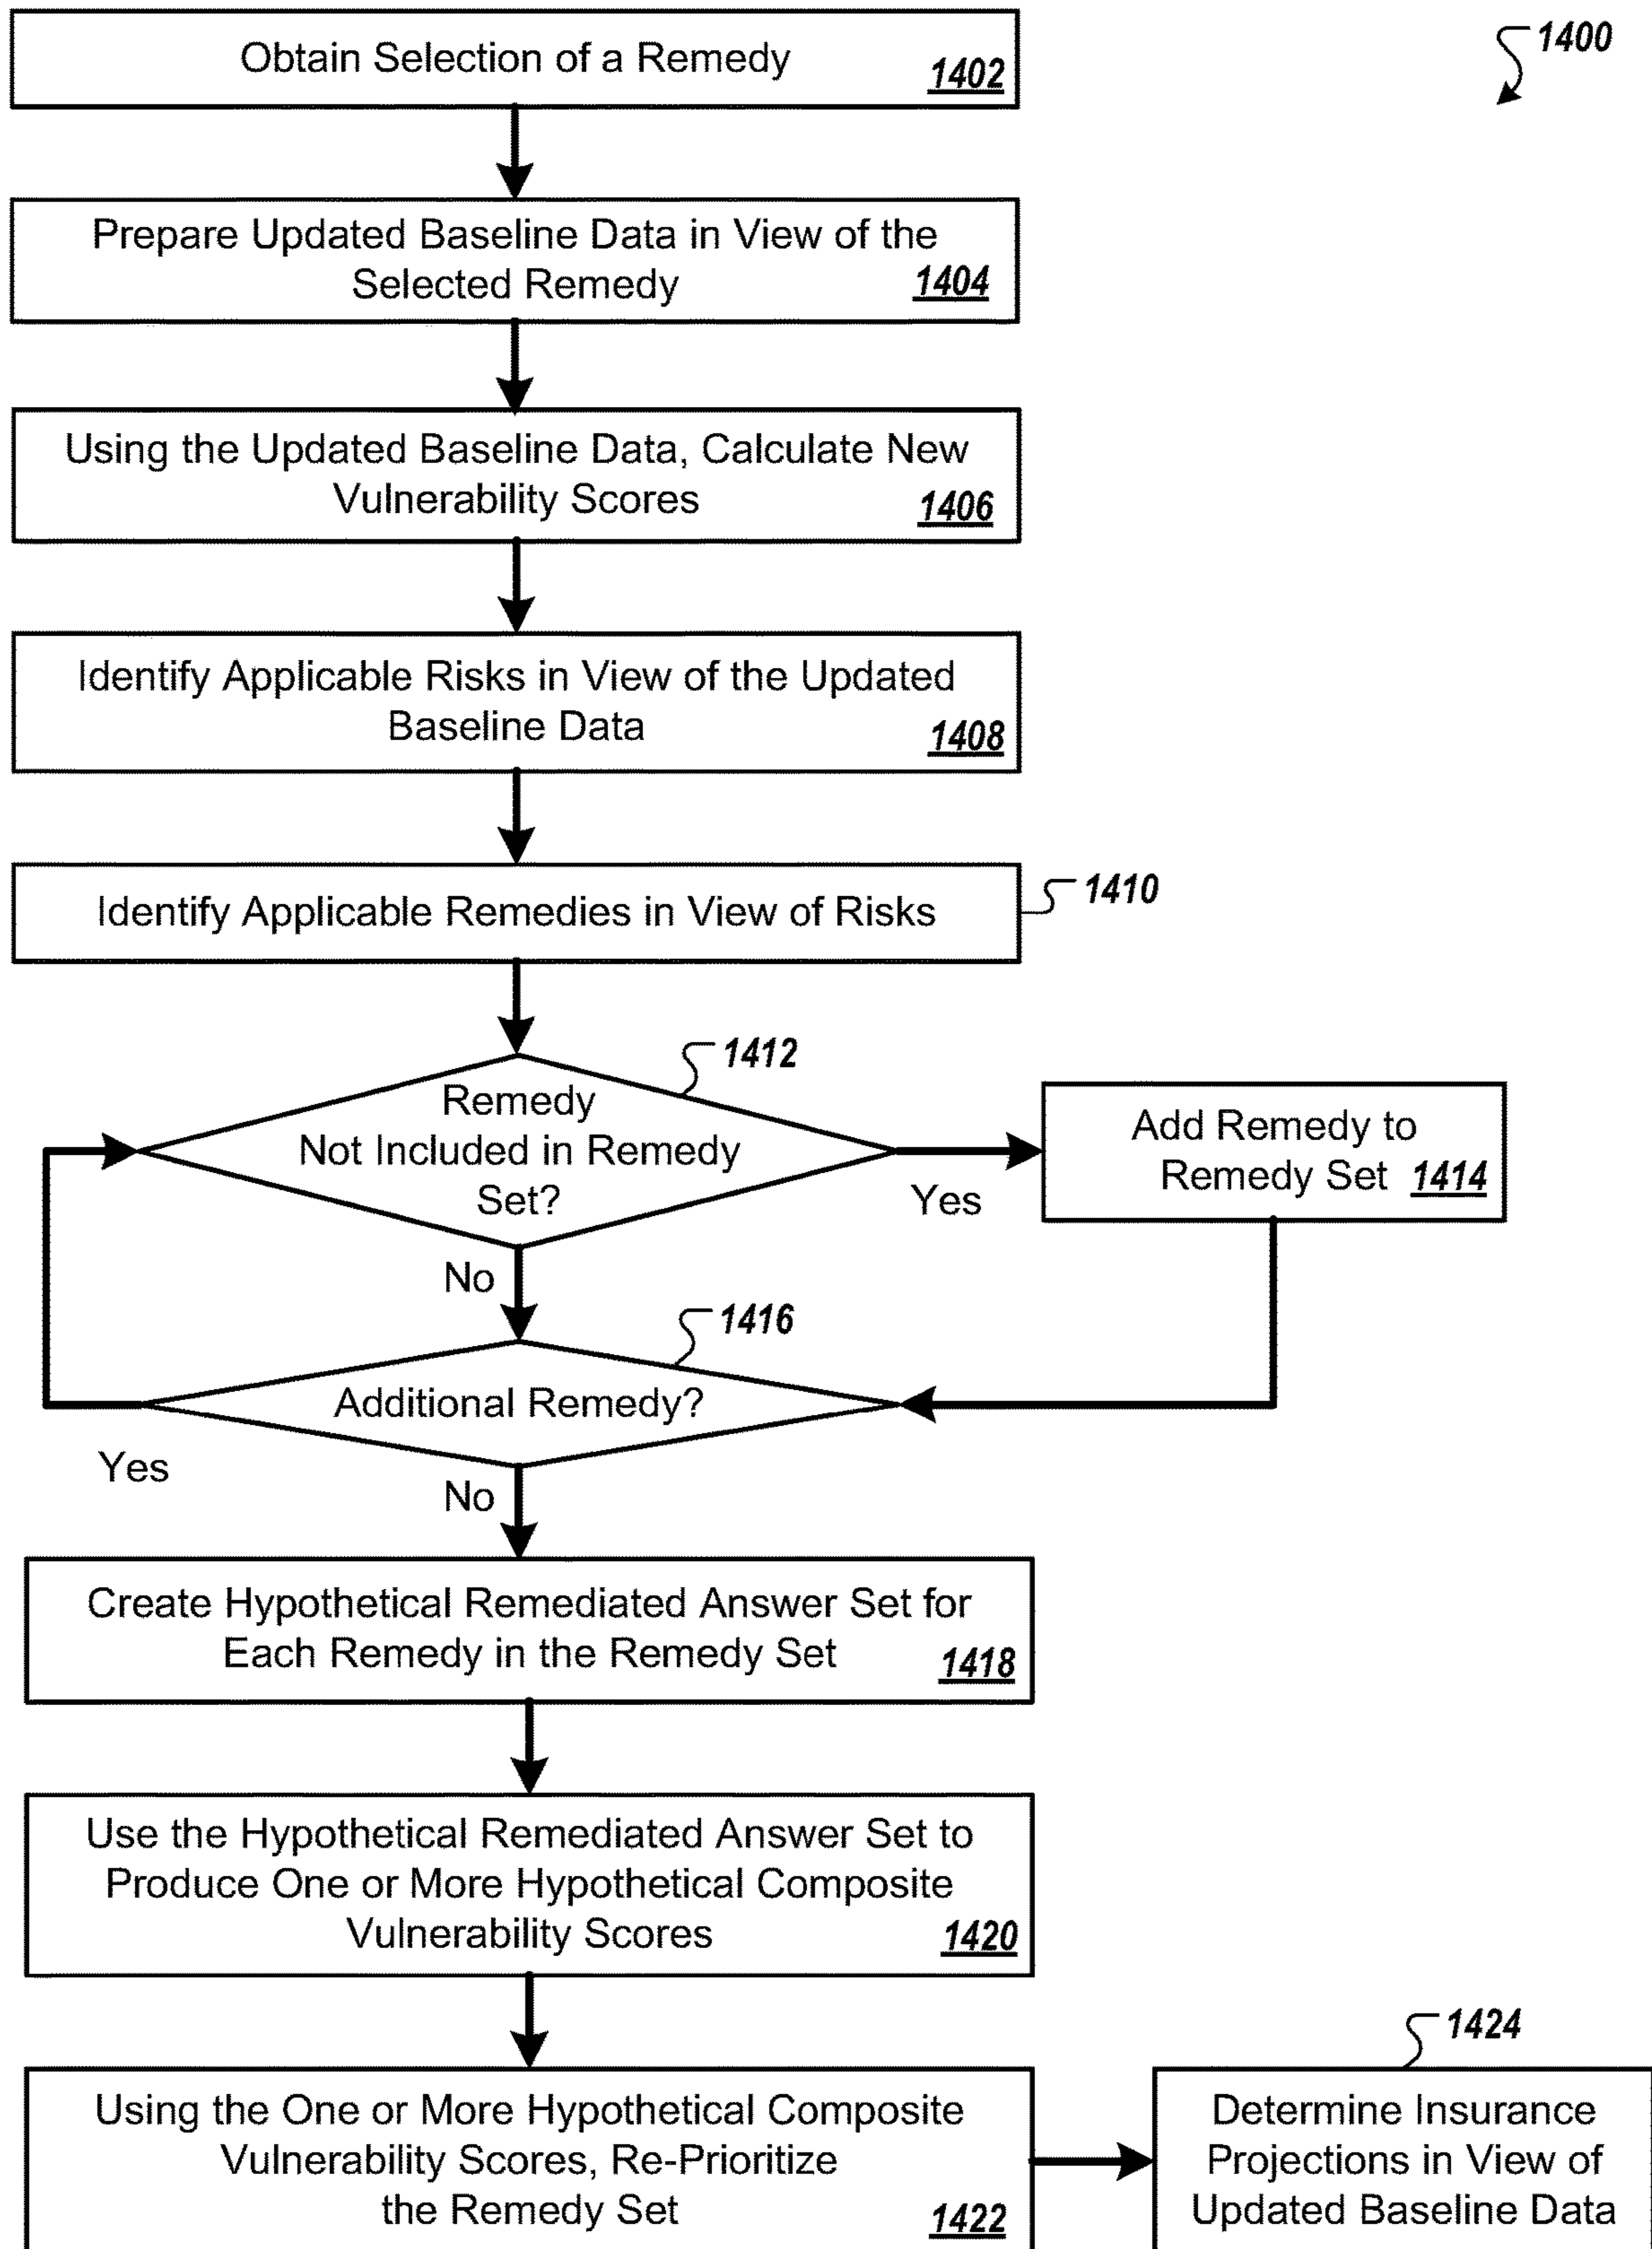 1400
Obtain Selection of a Remedy
1402
Prepare Updated Baseline Data in View of the
Selected Remedy
1404
Using the Updated Baseline Data, Calculate New
Vulnerability Scores
1406
Identify Applicable Risks in View of the Updated
Baseline Data
1408
Identify Applicable Remedies in View of Risks
1410
1412
Remedy
Not Included in Remedy
Set?
Yes
Add Remedy to
Remedy Set 1414
No
1416
Additional Remedy?
Yes
No
Create Hypothetical Remediated Answer Set for
Each Remedy in the Remedy Set
1418
Use the Hypothetical Remediated Answer Set to
Produce One or More Hypothetical Composite
Vulnerability Scores
1420
Using the One or More Hypothetical Composite
Vulnerability Scores, Re-Prioritize
the Remedy Set
1422
1424
Determine Insurance
Projections in View of
Updated Baseline Data